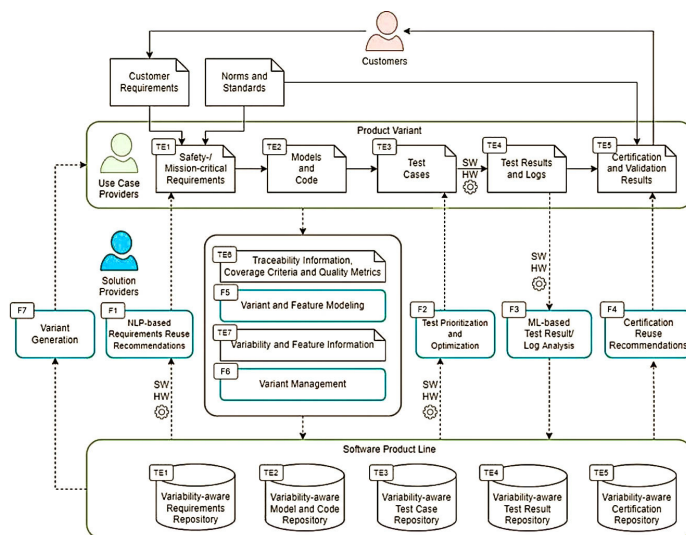 Customers
Customer
Requirements
Norms and
Standards
Product Variant
Use Case
Providers
TE1
Safety-/
Mission-critical
Requirements
TE2
Models
and
Code
TE3
Test
Cases
SW
HW
TE4
Test Results
and Logs
TE5
Certification
and Validation
Results
Solution
Providers
TE6
Traceability Information,
Coverage Criteria and Quality Metrics
F5
Variant and Feature Modeling
TE7
Variability and Feature Information
F6
Variant Management
SW
HW
F7
Variant
Generation
F1
NLP-based
Requirements Reuse
Recommendations
F2
Test Prioritization
and
Optimization
F3
ML-based
Test Result/
Log Analysis
F4
Certification
Reuse
Recommendations
SW
HW
SW
HW
Software Product Line
TE1
Variability-aware
Requirements
Repository
TE2
Variability-aware
Model and Code
Repository
TE3
Variability-aware
Test Case
Repository
TE4
Variability-aware
Test Result
Repository
TE5
Variability-aware
Certification
Repository